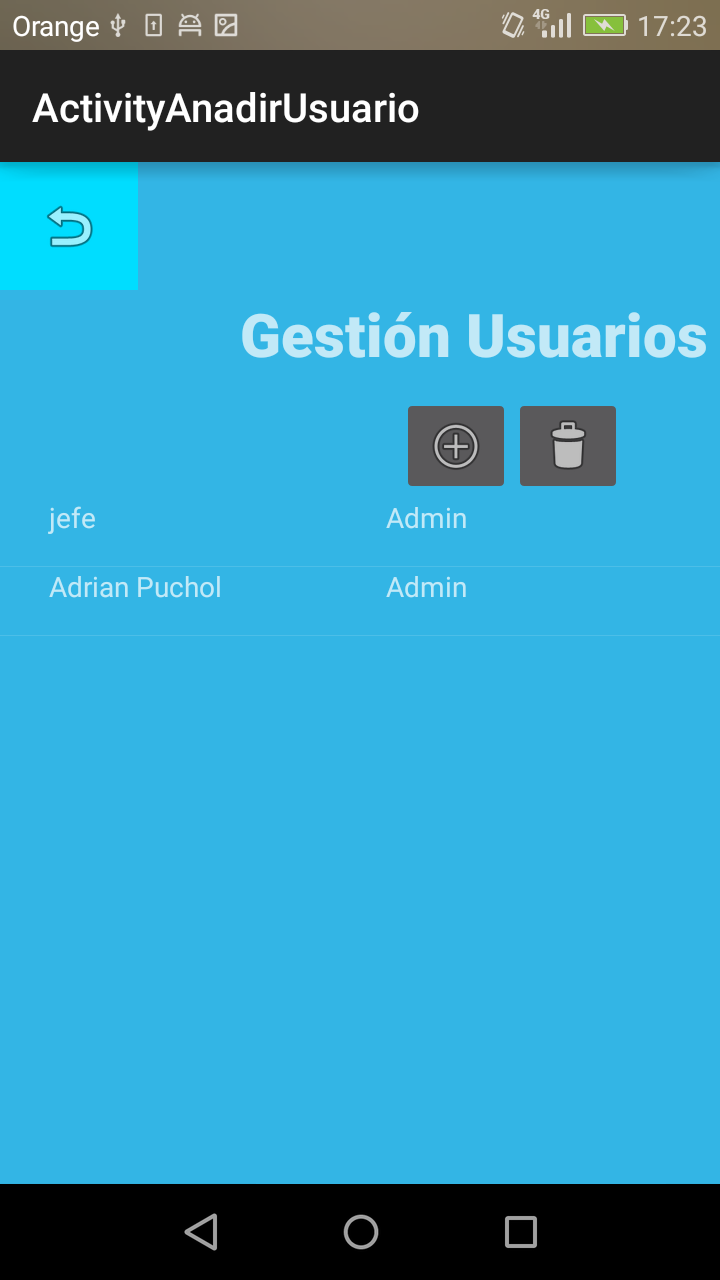 Orange 4G 17:23
ActivityAnadirUsuario
Gestión Usuarios
jefe Admin
Adrian Puchol Admin